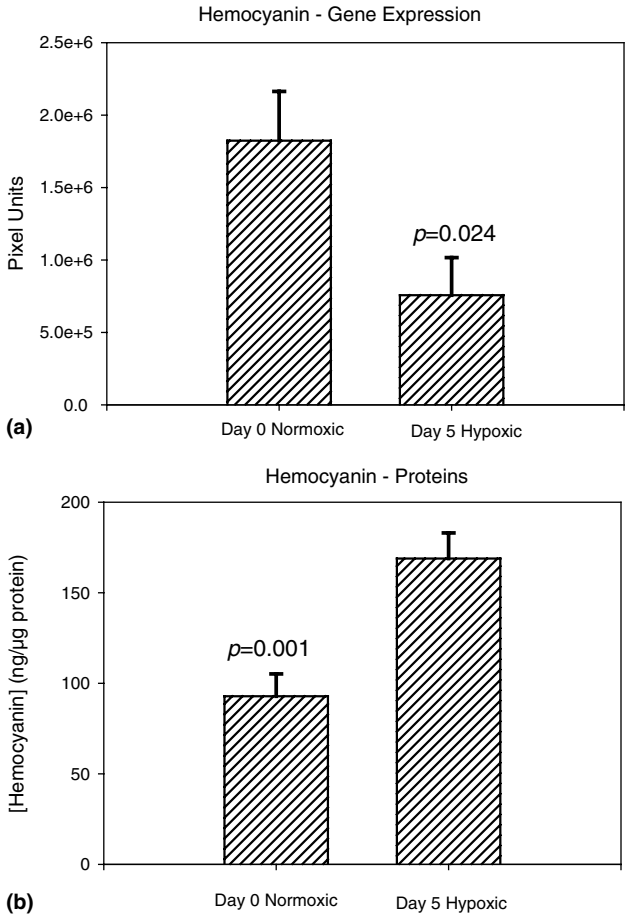 Hemocyanin - Gene Expression
2.5e+6
2.0e+6
1.5e+6
1.0e+6
5.0e+5
0.0
Pixel Units
p=0.024
(a)
Day 0 Normoxic
Day 5 Hypoxic
Hemocyanin - Proteins
200
150
100
50
0
[Hemocyanin] (ng/µg protein)
p=0.001
(b)
Day 0 Normoxic
Day 5 Hypoxic